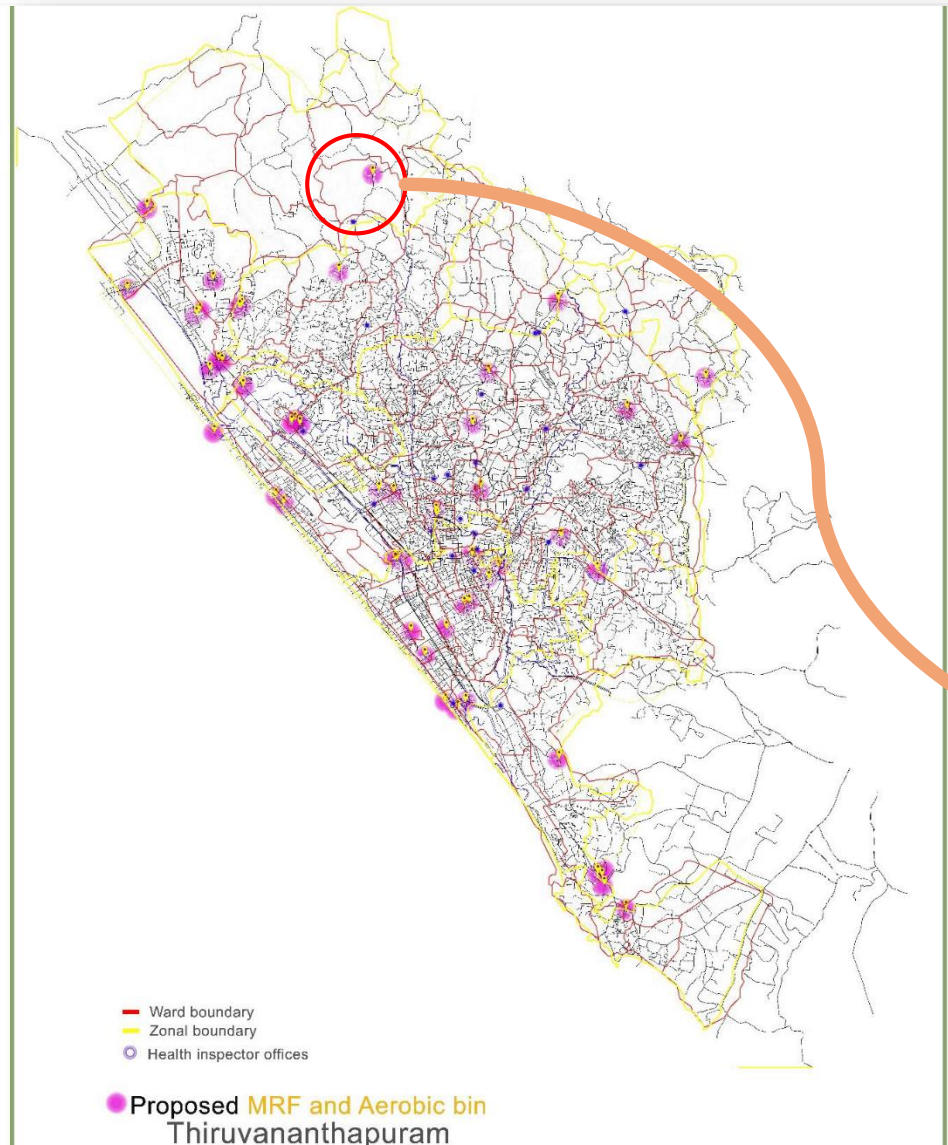 Ward boundary
Zonal boundary
Health inspector offices
Proposed MRF and Aerobic bin
Thiruvananthapuram